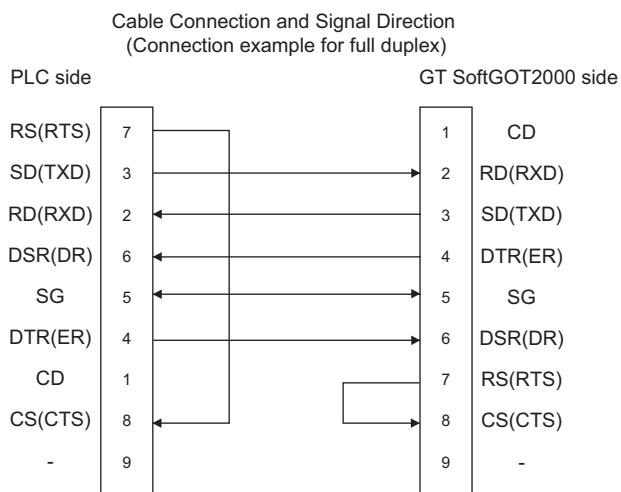 Cable Connection and Signal Direction
(Connection example for full duplex)
PLC side GT SoftGOT2000 side
RS(RTS) 7 1 CD
SD(TXD) 3 2 RD(RXD)
RD(RXD) 2 3 SD(TXD)
DSR(DR) 6 4 DTR(ER)
SG 5 5 SG
DTR(ER) 4 6 DSR(DR)
CD 1 7 RS(RTS)
CS(CTS) 8 8 CS(CTS)
- 9 9 -